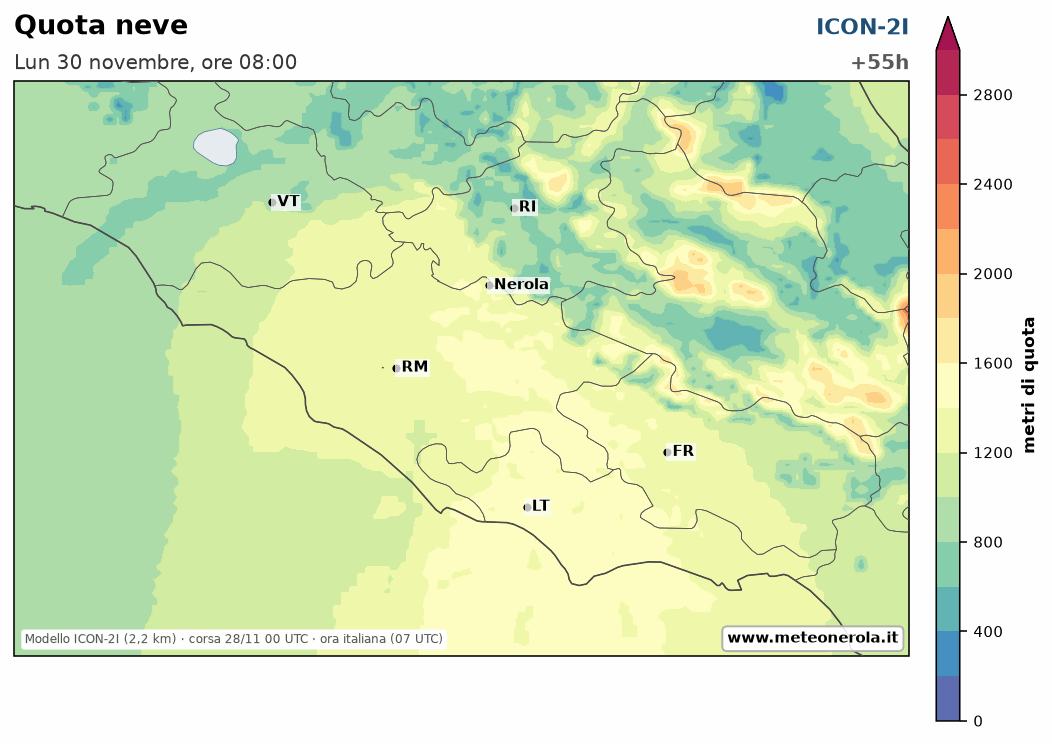 Quota neve
ICON-2I
Lun 30 novembre, ore 08:00
+55h
VT
RI
Nerola
RM
FR
LT
Modello ICON-2I (2,2 km) · corsa 28/11 00 UTC · ora italiana (07 UTC)
www.meteonerola.it
2800
2400
2000
1600
1200
800
400
0
metri di quota